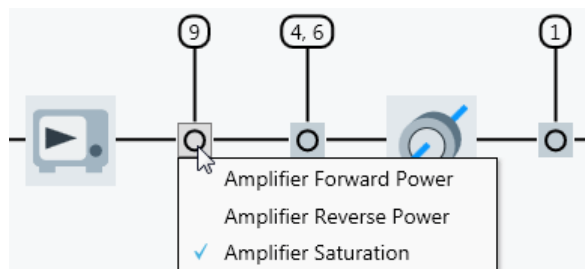 9
4, 6
1
Amplifier Forward Power
Amplifier Reverse Power
Amplifier Saturation